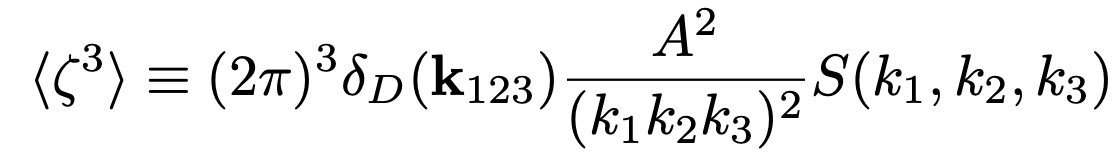 ⟨ζ³⟩ ≡ (2π)³δ_D(𝐤₁₂₃) A²/(k₁k₂k₃)² S(k₁, k₂, k₃)